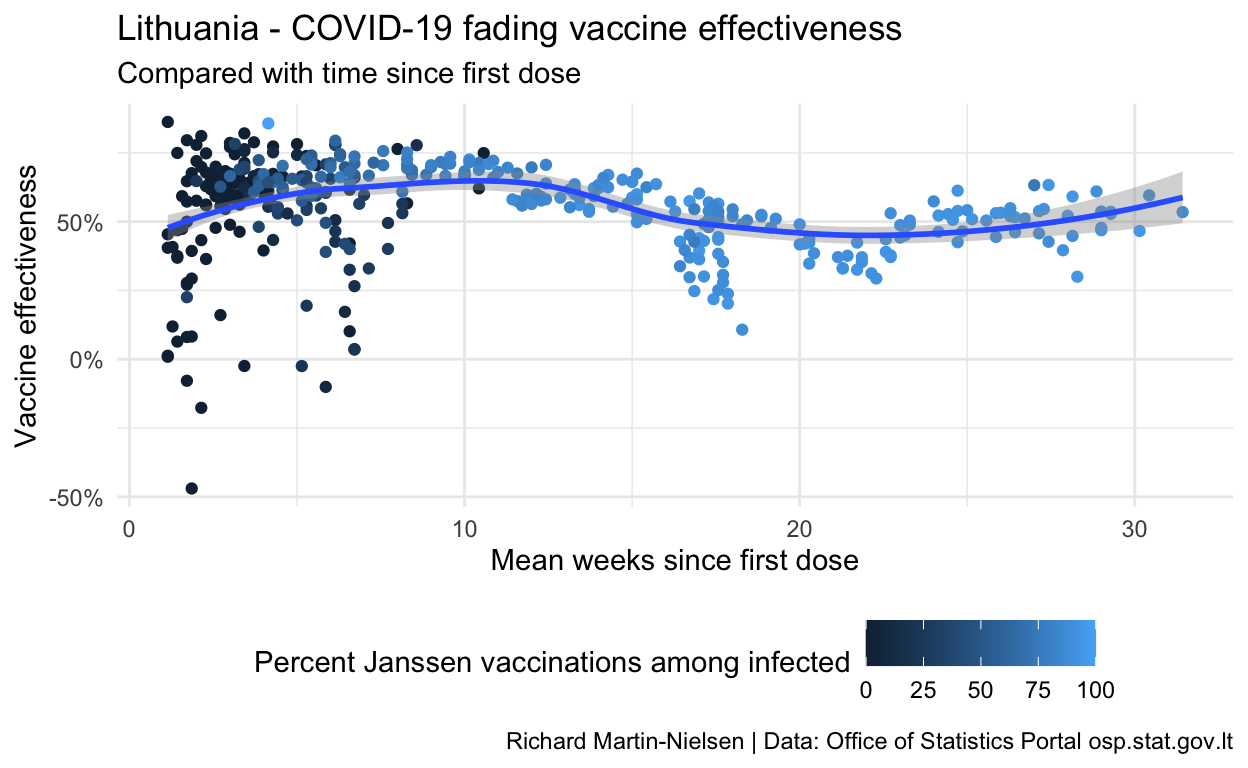 Lithuania - COVID-19 fading vaccine effectiveness
Compared with time since first dose
Vaccine effectiveness
50%
0%
-50%
0 10 20 30
Mean weeks since first dose
Percent Janssen vaccinations among infected
0 25 50 75 100
Richard Martin-Nielsen | Data: Office of Statistics Portal osp.stat.gov.lt